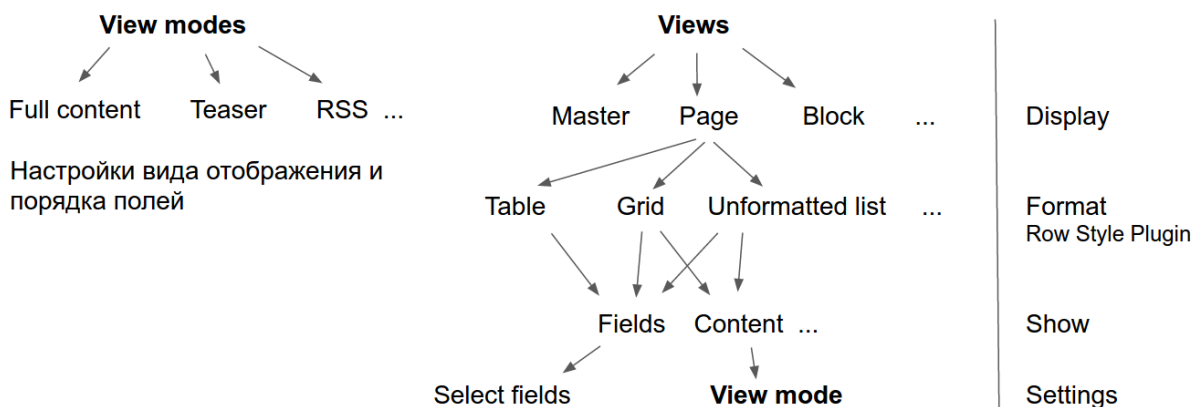 View modes
Views
Full content Teaser RSS ...
Master Page Block ... Display
Настройки вида отображения и
порядка полей
Table Grid Unformatted list ... Format
Row Style Plugin
Fields Content ... Show
Select fields View mode Settings